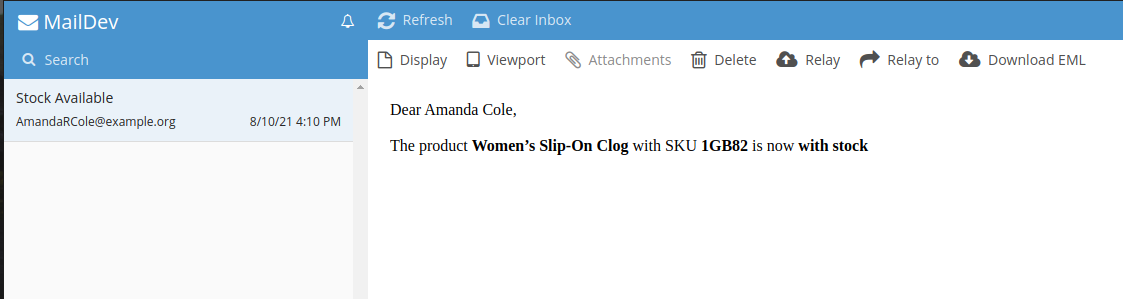 MailDev
Refresh Clear Inbox
Search
Display Viewport Attachments Delete Relay Relay to Download EML
Stock Available
AmandaRCole@example.org 8/10/21 4:10 PM
Dear Amanda Cole,
The product Women’s Slip-On Clog with SKU 1GB82 is now with stock